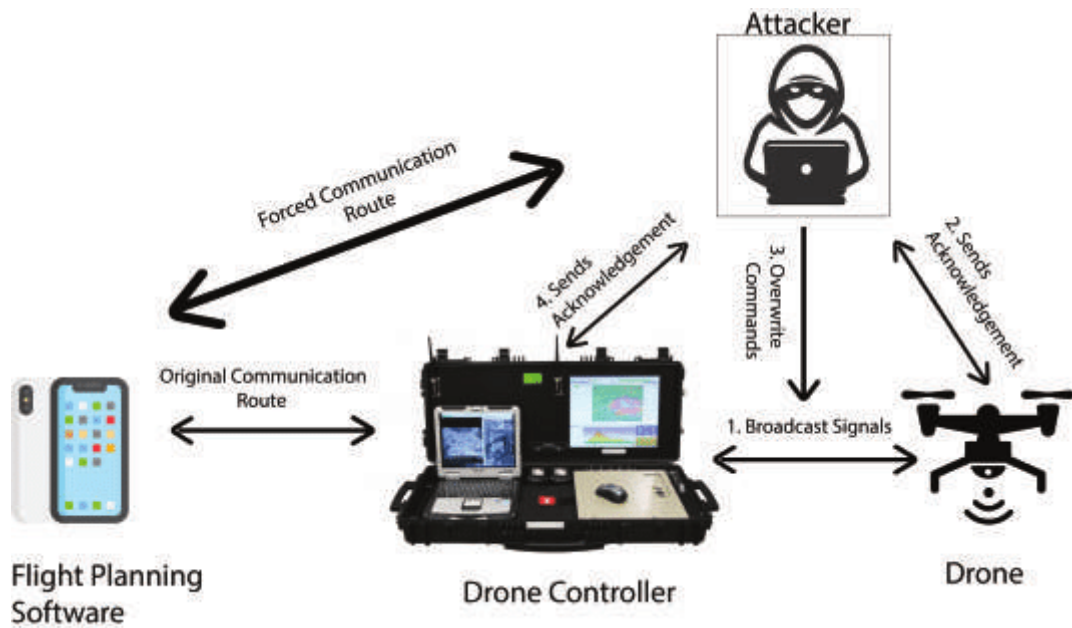 Attacker
Forced Communication
Route
4. Sends
Acknowledgement
3. Overwrite
Commands
2. Sends
Acknowledgement
Original Communication
Route
1. Broadcast Signals
Flight Planning
Software
Drone Controller
Drone